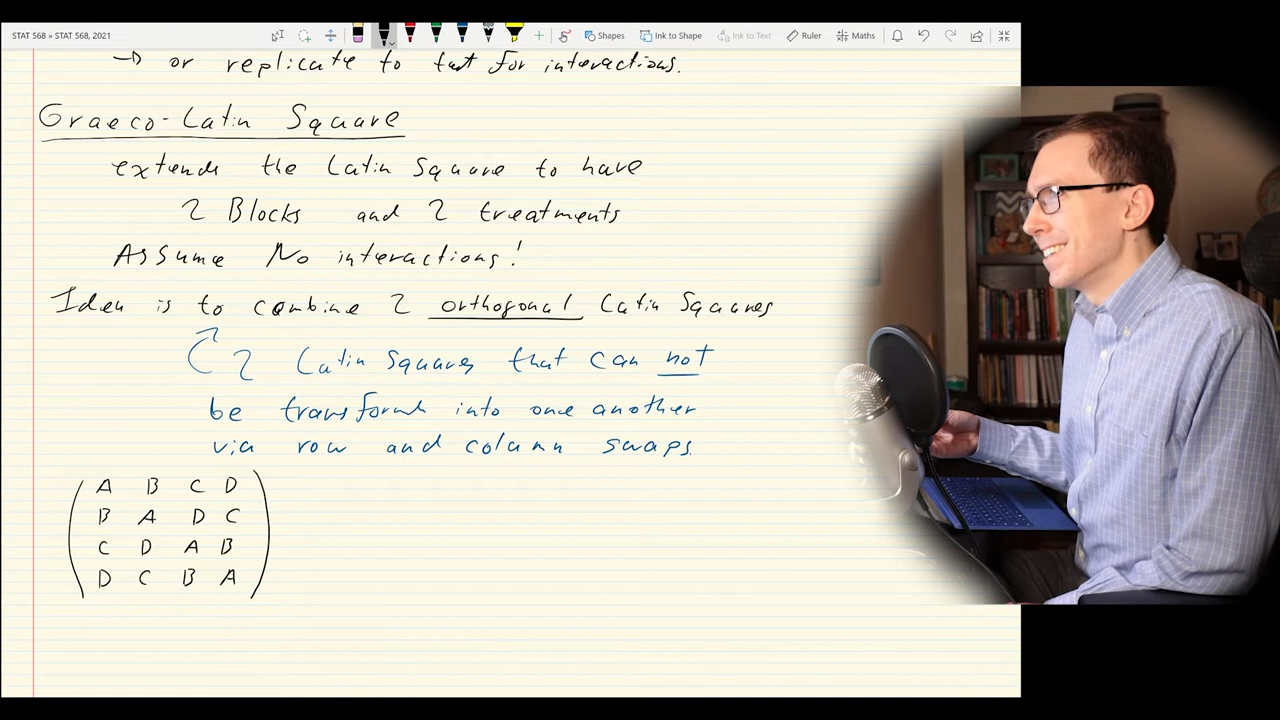 STAT 568 » STAT 568, 2021
Shapes Ink to Shape Ink to Text Ruler Maths
→ or replicate to test for interactions.
Graeco-Latin Square
extends the Latin Square to have
2 Blocks and 2 treatments
Assume No interactions!
Idea is to combine 2 orthogonal Latin Squares
2 Latin Squares that can not
be transform into one another
via row and column swaps.
A B C D
B A D C
C D A B
D C B A